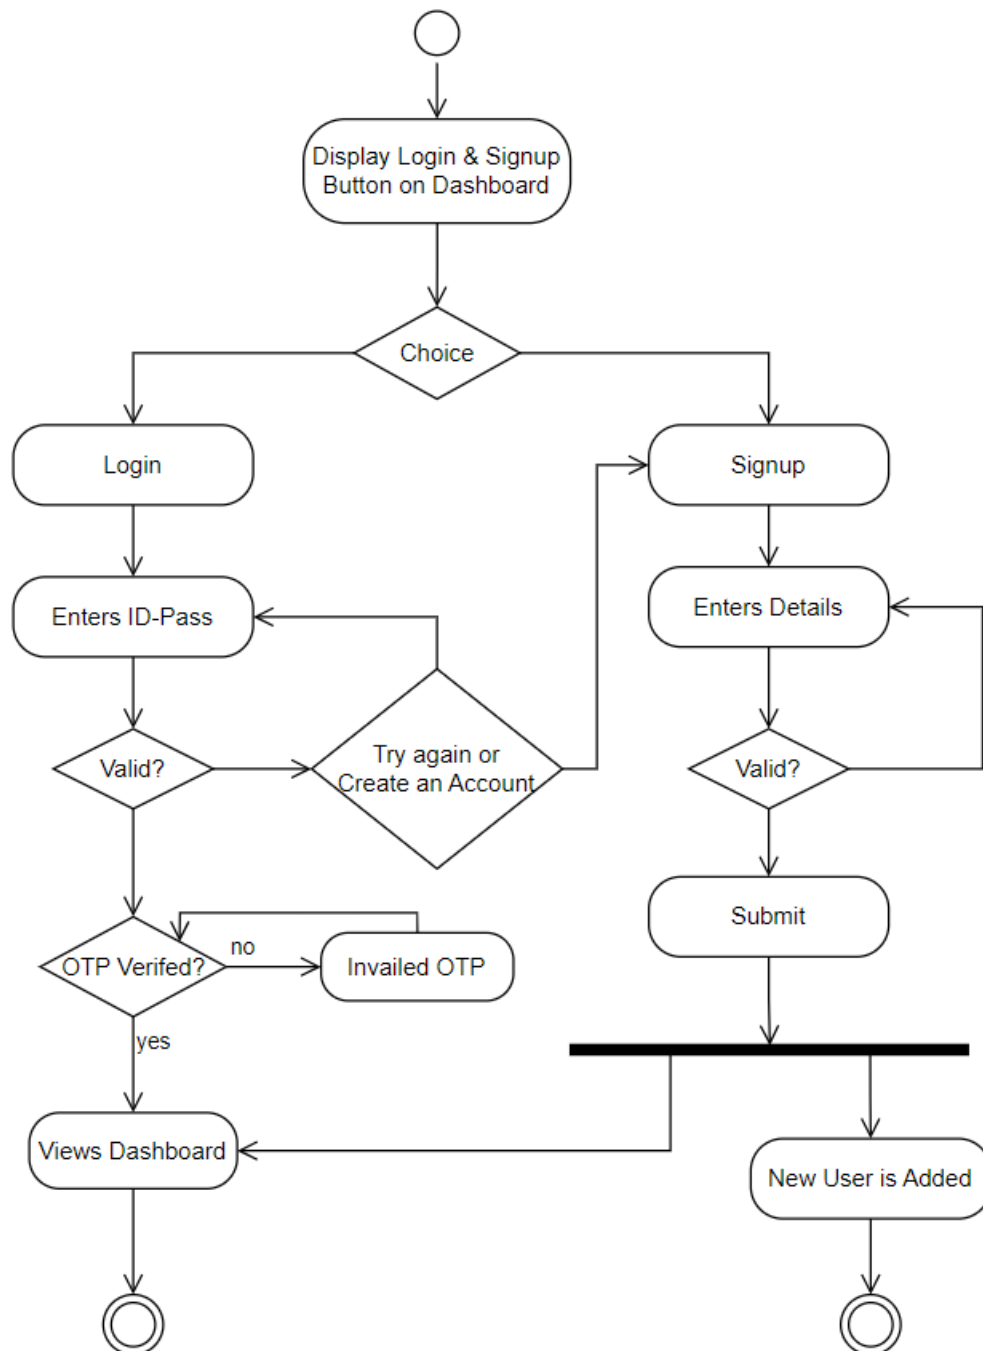 Display Login & Signup
Button on Dashboard
Choice
Login
Signup
Enters ID-Pass
Enters Details
Valid?
Try again or
Create an Account
Valid?
Submit
OTP Verifed?
no
Invailed OTP
yes
Views Dashboard
New User is Added